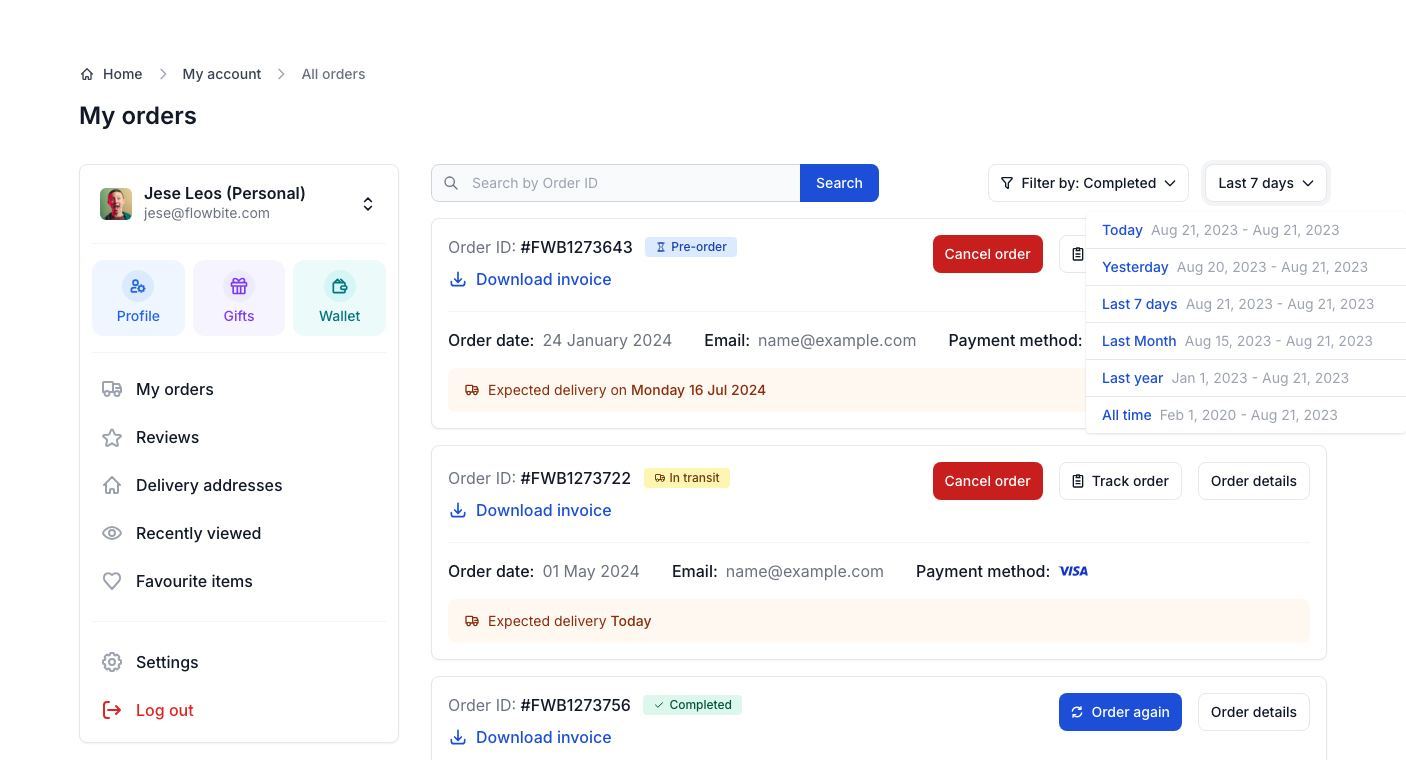 Home My account All orders
My orders
Jese Leos (Personal)
jese@flowbite.com
Profile Gifts Wallet
My orders
Reviews
Delivery addresses
Recently viewed
Favourite items
Settings
Log out
Search by Order ID Search Filter by: Completed Last 7 days
Today Aug 21, 2023 - Aug 21, 2023
Yesterday Aug 20, 2023 - Aug 21, 2023
Last 7 days Aug 21, 2023 - Aug 21, 2023
Last Month Aug 15, 2023 - Aug 21, 2023
Last year Jan 1, 2023 - Aug 21, 2023
All time Feb 1, 2020 - Aug 21, 2023
Order ID: #FWB1273643 Pre-order Cancel order
Download invoice
Order date: 24 January 2024 Email: name@example.com Payment method:
Expected delivery on Monday 16 Jul 2024
Order ID: #FWB1273722 In transit Cancel order Track order Order details
Download invoice
Order date: 01 May 2024 Email: name@example.com Payment method: VISA
Expected delivery Today
Order ID: #FWB1273756 Completed Order again Order details
Download invoice